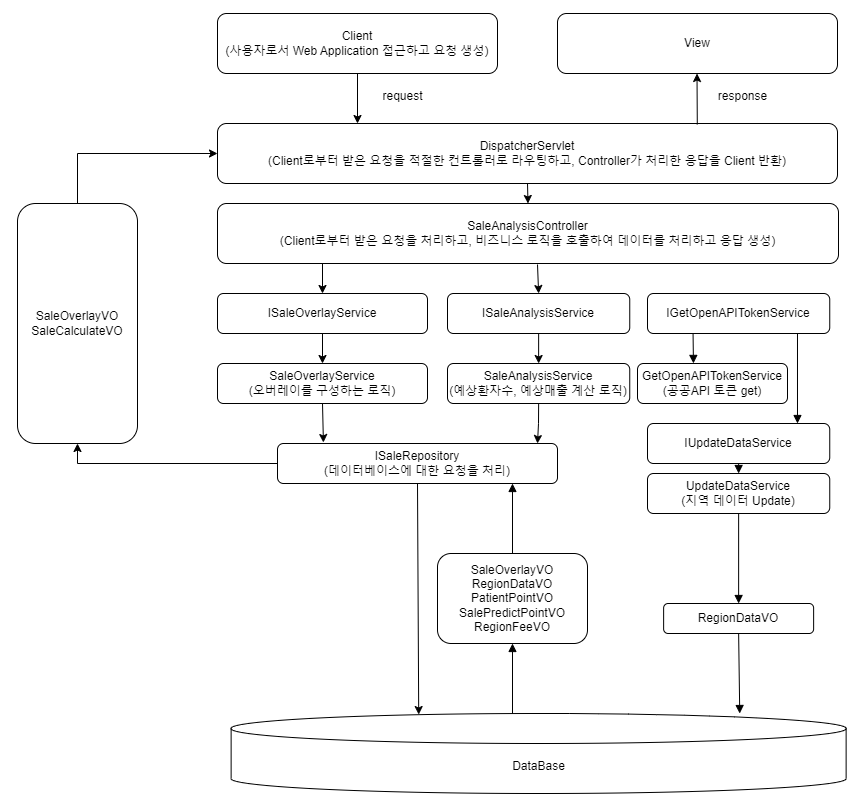 Client
(사용자로서 Web Application 접근하고 요청 생성)
View
request
response
DispatcherServlet
(Client로부터 받은 요청을 적절한 컨트롤러로 라우팅하고, Controller가 처리한 응답을 Client 반환)
SaleAnalysisController
(Client로부터 받은 요청을 처리하고, 비즈니스 로직을 호출하여 데이터를 처리하고 응답 생성)
SaleOverlayVO
SaleCalculateVO
ISaleOverlayService
ISaleAnalysisService
IGetOpenAPITokenService
SaleOverlayService
(오버레이를 구성하는 로직)
SaleAnalysisService
(예상환자수, 예상매출 계산 로직)
GetOpenAPITokenService
(공공API 토큰 get)
IUpdateDataService
ISaleRepository
(데이터베이스에 대한 요청을 처리)
UpdateDataService
(지역 데이터 Update)
SaleOverlayVO
RegionDataVO
PatientPointVO
SalePredictPointVO
RegionFeeVO
RegionDataVO
DataBase